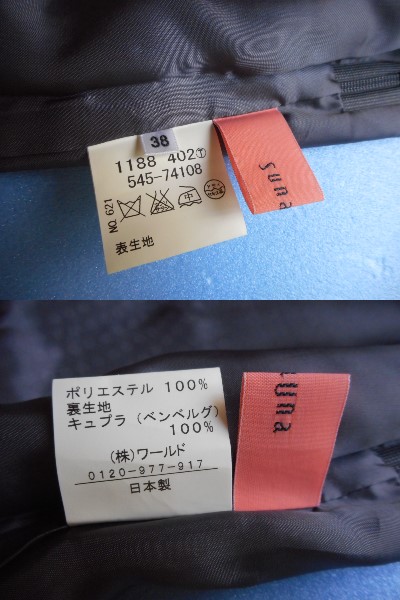 38
1188 402①
545-74108
NO. 621
表生地
suna
ポリエステル 100%
裏生地
キュプラ (ベンベルグ)
100%
(株) ワールド
0120-977-917
日本製
una